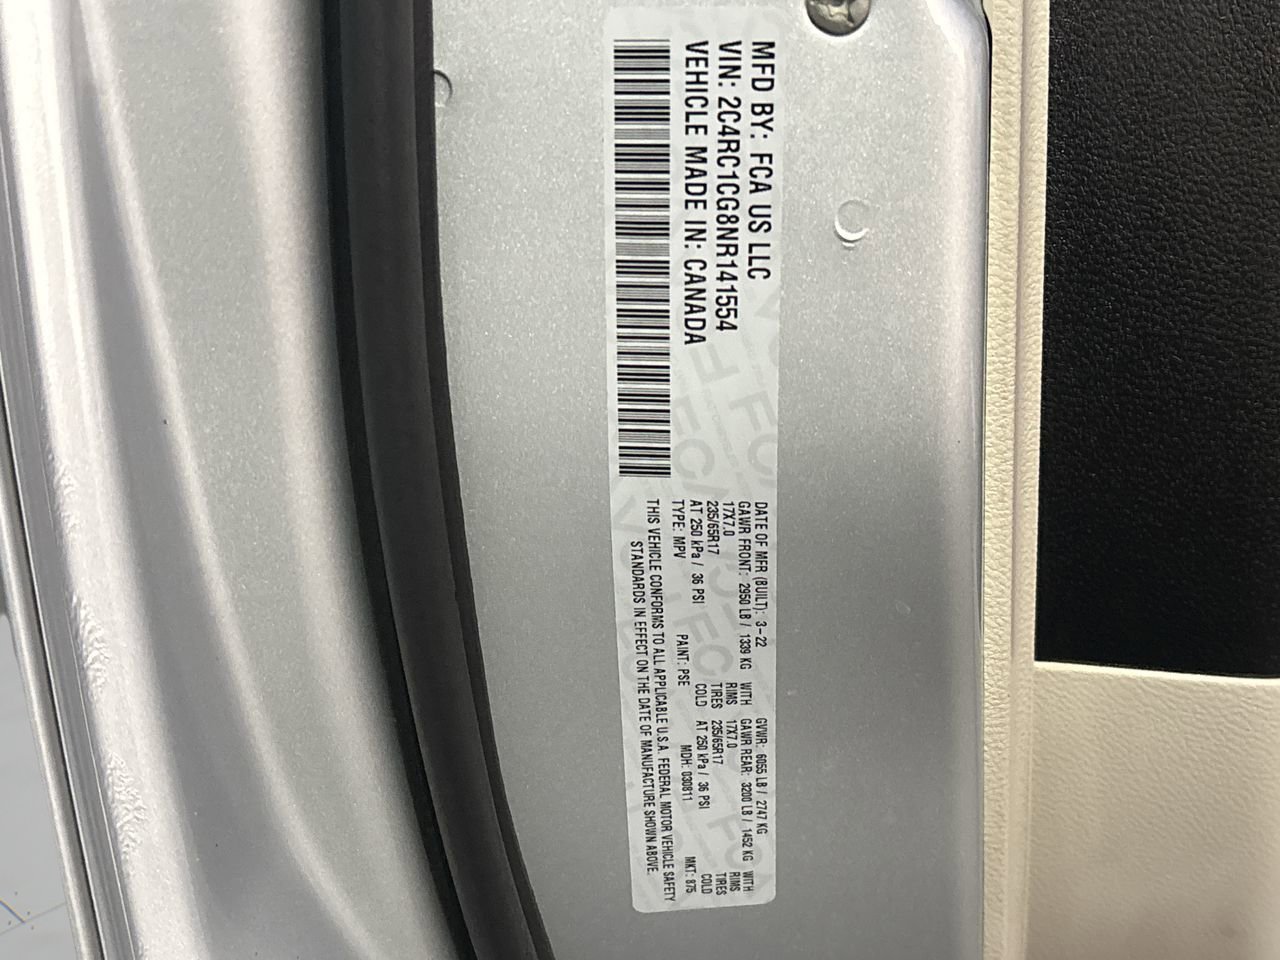 MFD BY: FCA US LLC
VIN: 2C4RC1CG8NR141554
VEHICLE MADE IN: CANADA
DATE OF MFR (BUILT): 3-22 GVWR: 6055 LB / 2747 KG
GAWR FRONT: 2950 LB / 1339 KG WITH GAWR REAR: 3200 LB / 1452 KG WITH
17X7.0 RIMS 17X7.0 RIMS
235/65R17 TIRES 235/65R17 TIRES
AT 250 kPa / 36 PSI COLD AT 250 kPa / 36 PSI COLD
TYPE: MPV PAINT: PSE MDH: 030811 MKT: 875
THIS VEHICLE CONFORMS TO ALL APPLICABLE U.S.A. FEDERAL MOTOR VEHICLE SAFETY
STANDARDS IN EFFECT ON THE DATE OF MANUFACTURE SHOWN ABOVE.